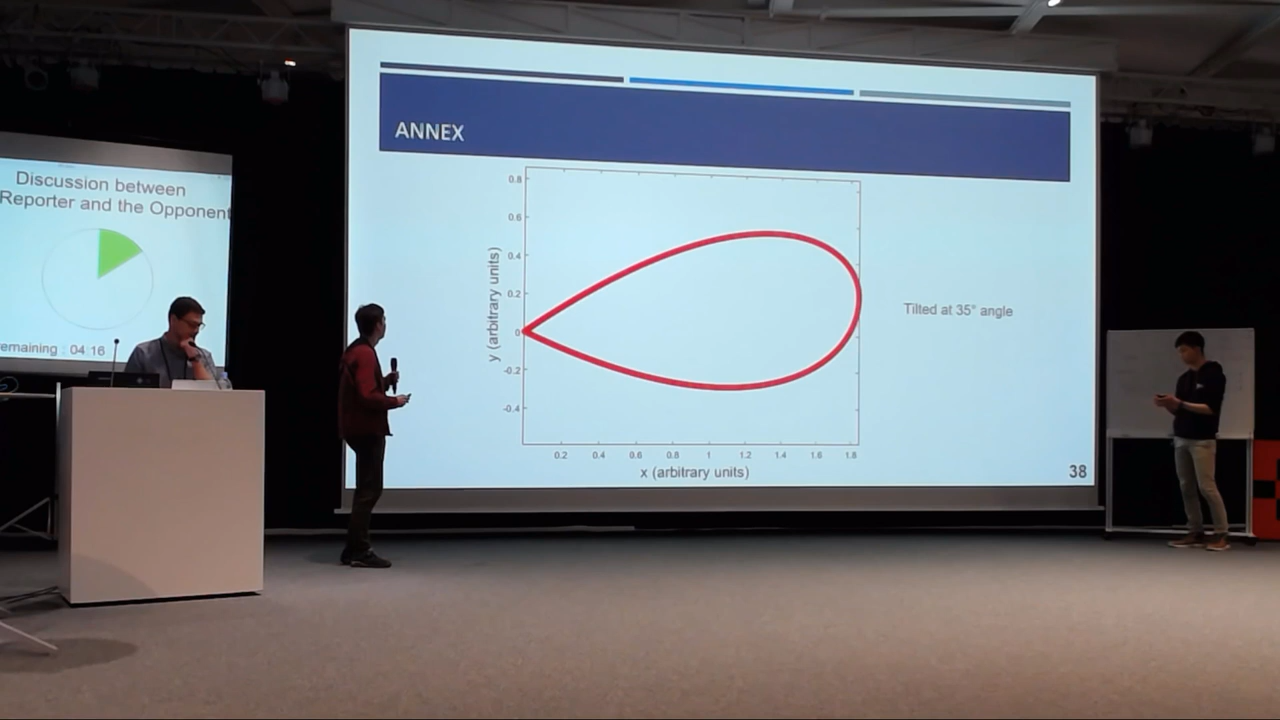 Discussion between
Reporter and the Opponent
remaining : 04 16
ANNEX
0.8
0.6
0.4
0.2
0
-0.2
-0.4
y (arbitrary units)
0.2 0.4 0.6 0.8 1 1.2 1.4 1.6 1.8
x (arbitrary units)
Tilted at 35° angle
38